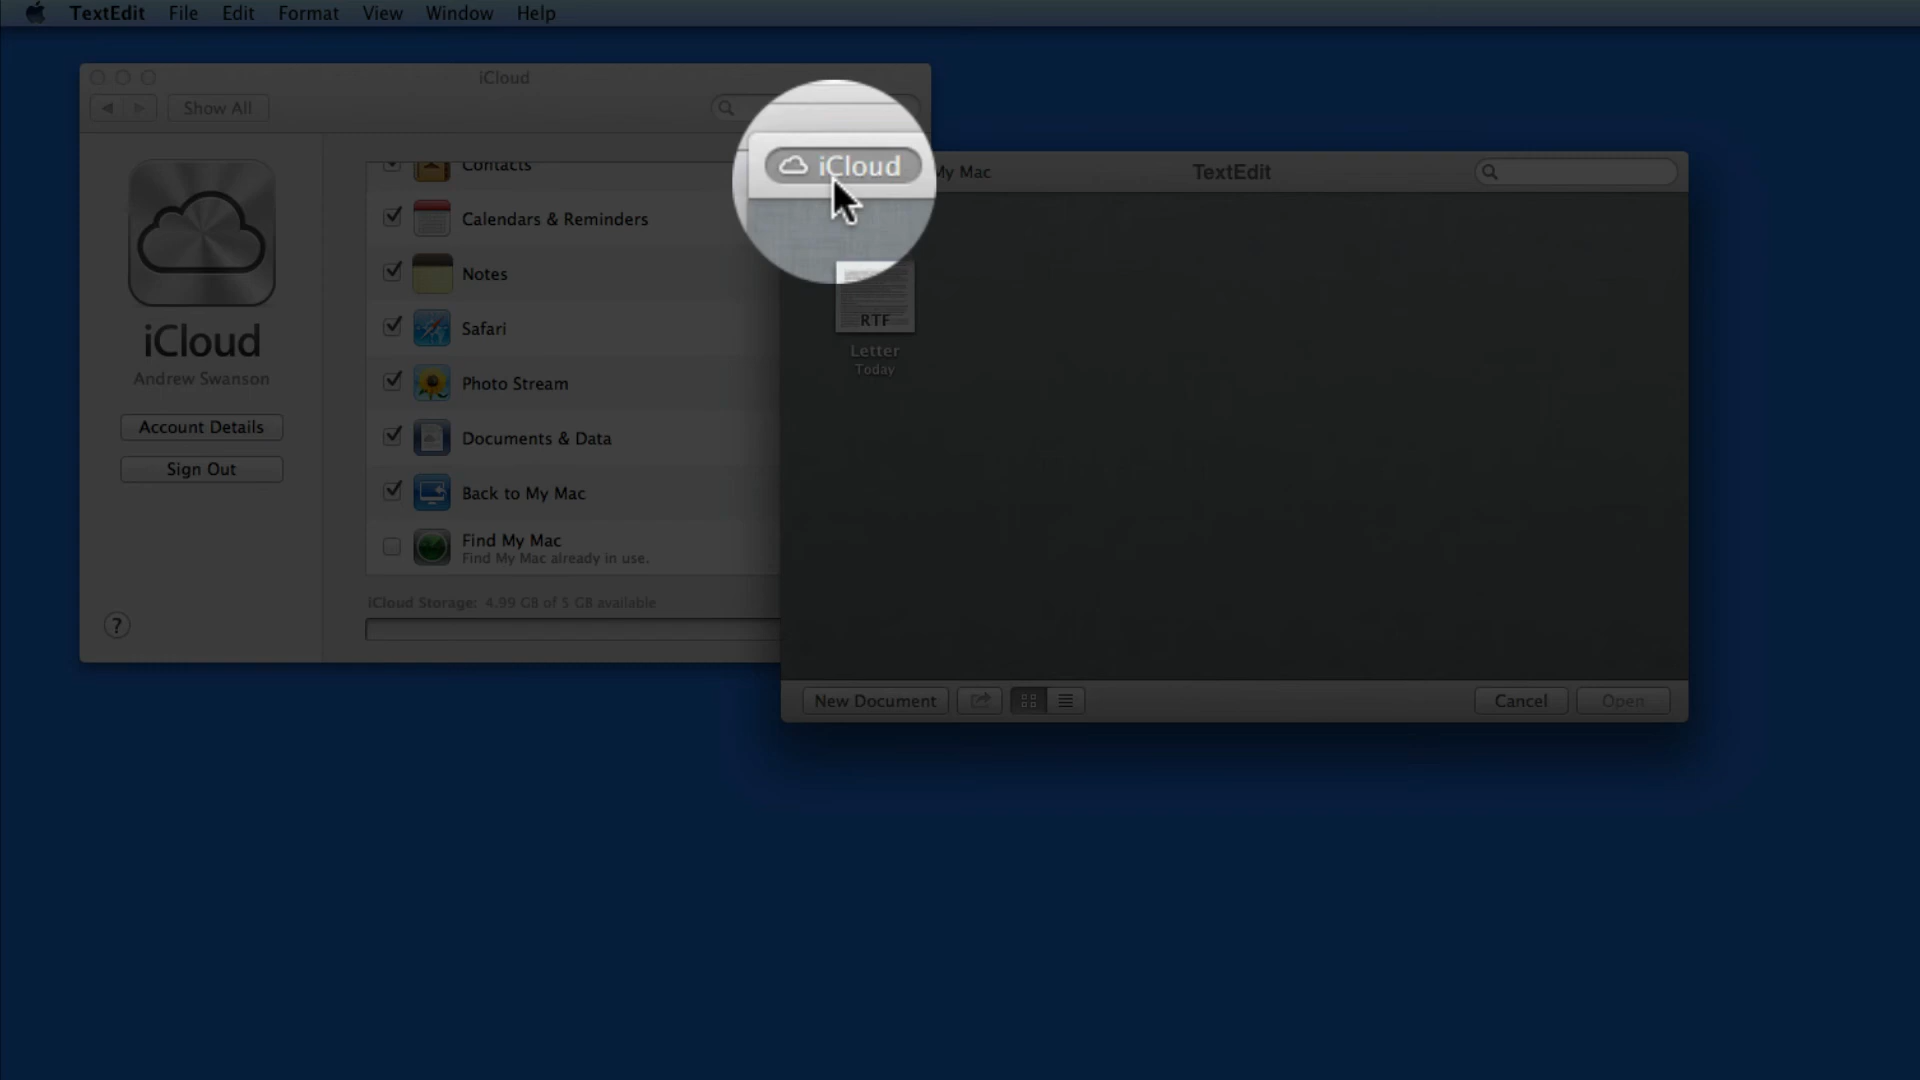 TextEdit File Edit Format View Window Help
iCloud
Show All
iCloud
Andrew Swanson
Account Details
Sign Out
?
Contacts
Calendars & Reminders
Notes
Safari
Photo Stream
Documents & Data
Back to My Mac
Find My Mac
Find My Mac already in use.
iCloud Storage: 4.99 GB of 5 GB available
iCloud My Mac TextEdit
RTF
Letter
Today
New Document Cancel Open